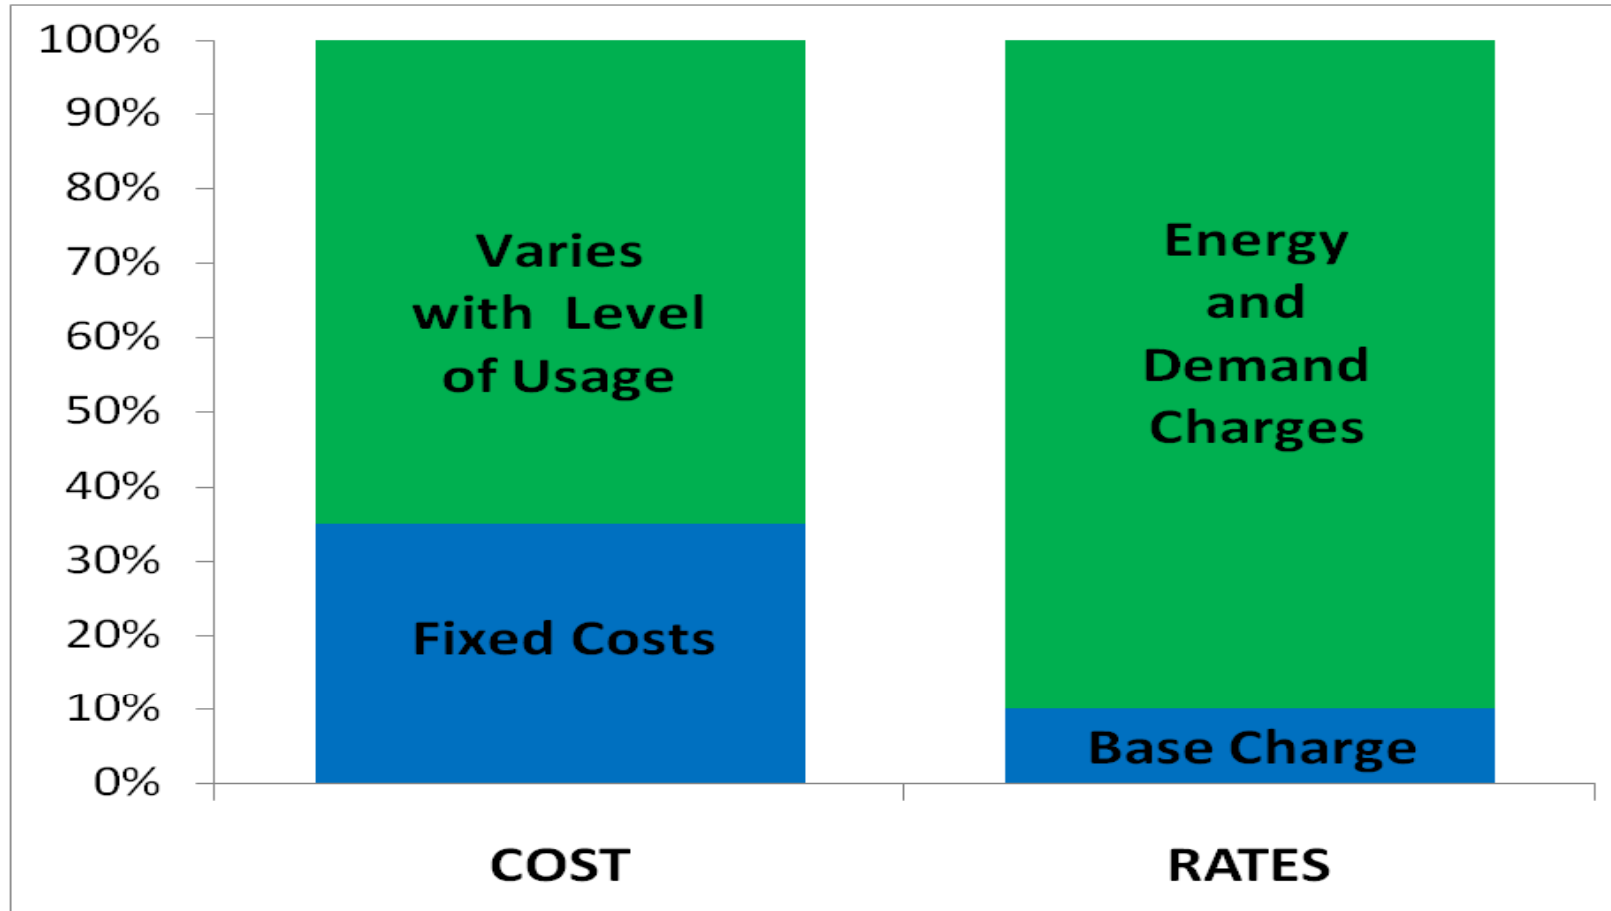 100%
90%
80%
70%
60%
50%
40%
30%
20%
10%
0%
Varies
with  Level
of Usage
Fixed Costs
Energy
and
Demand
Charges
Base Charge
COST
RATES